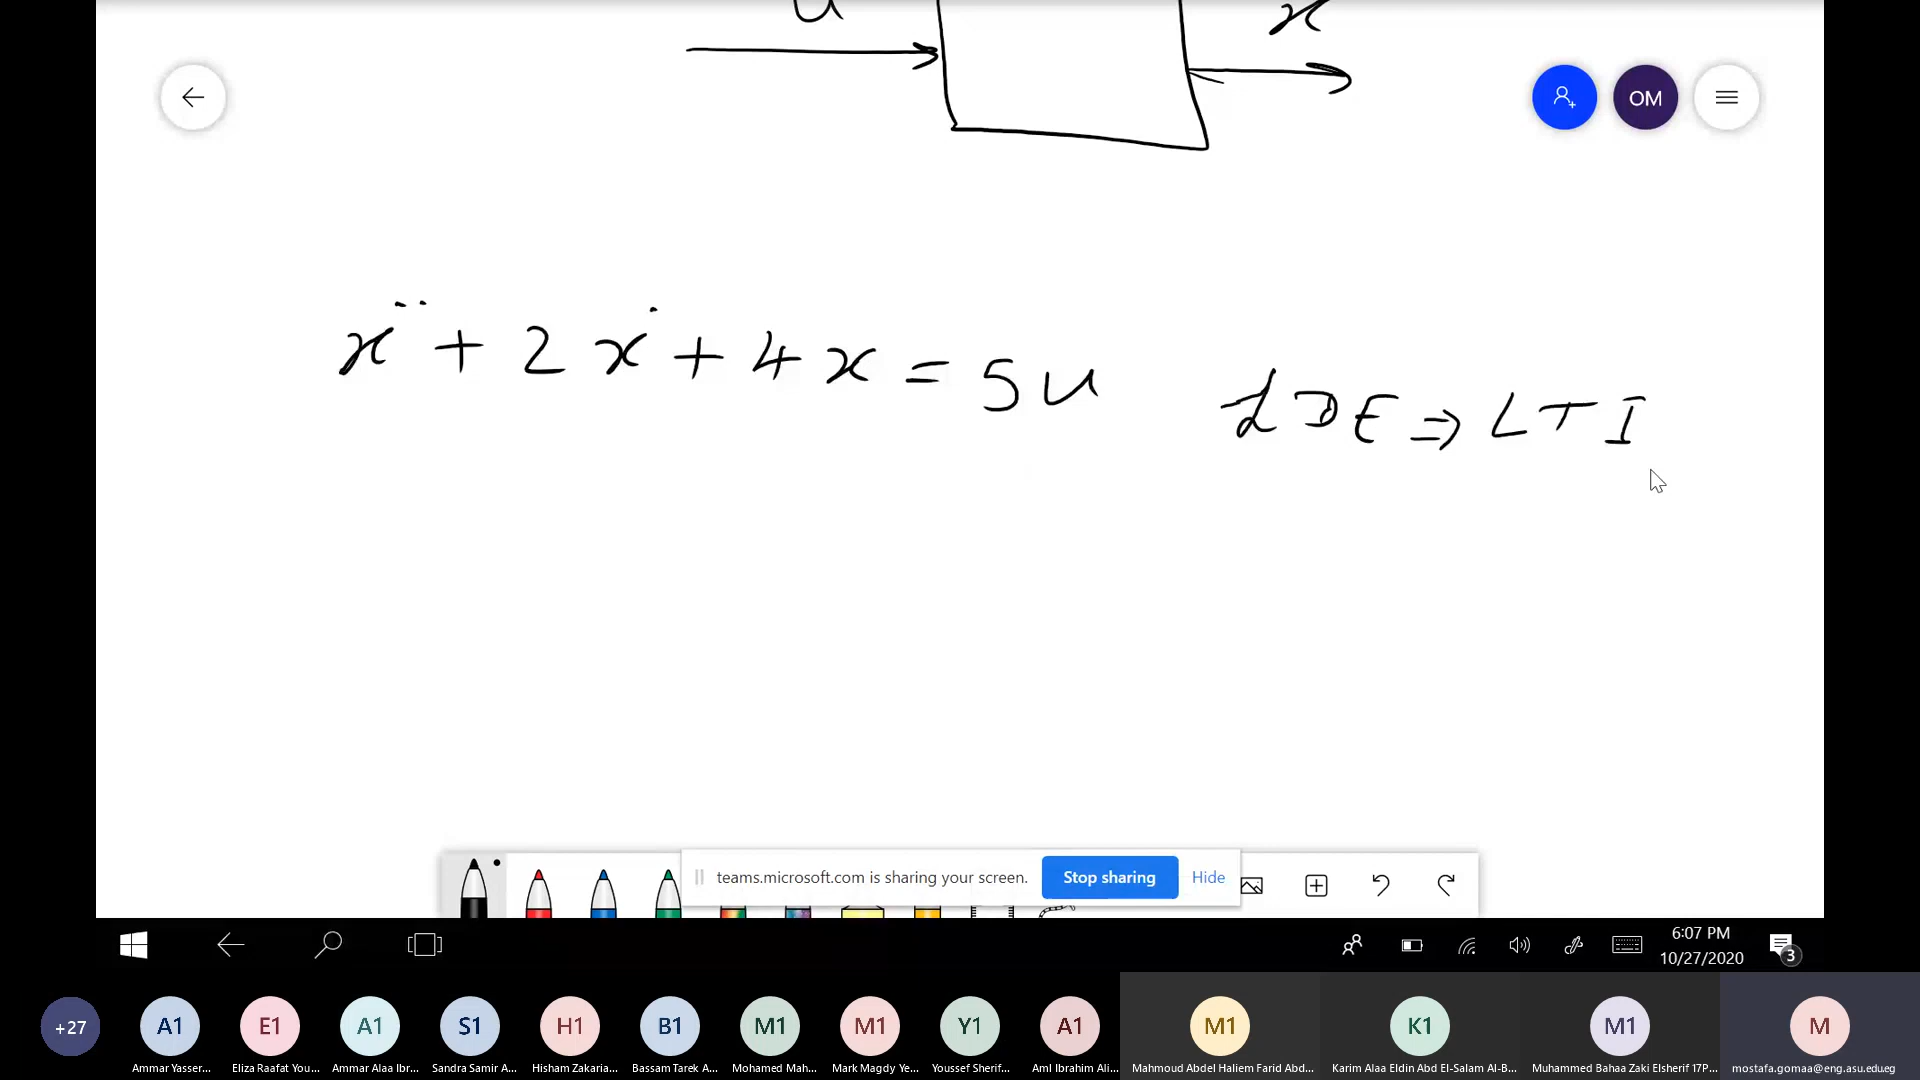 u
x
OM
ẍ + 2ẋ + 4x = 5u
LDE ⇒ LTI
teams.microsoft.com is sharing your screen.
Stop sharing
Hide
6:07 PM
10/27/2020
3
+27
A1
E1
A1
S1
H1
B1
M1
M1
Y1
A1
M1
K1
M1
M
Ammar Yasser...
Eliza Raafat You...
Ammar Alaa Ibr...
Sandra Samir A...
Hisham Zakaria...
Bassam Tarek A...
Mohamed Mah...
Mark Magdy Ye...
Youssef Sherif...
Aml Ibrahim Ali...
Mahmoud Abdel Haliem Farid Abd...
Karim Alaa Eldin Abd El-Salam Al-B...
Muhammed Bahaa Zaki Elsherif 17P...
mostafa.gomaa@eng.asu.edu.eg